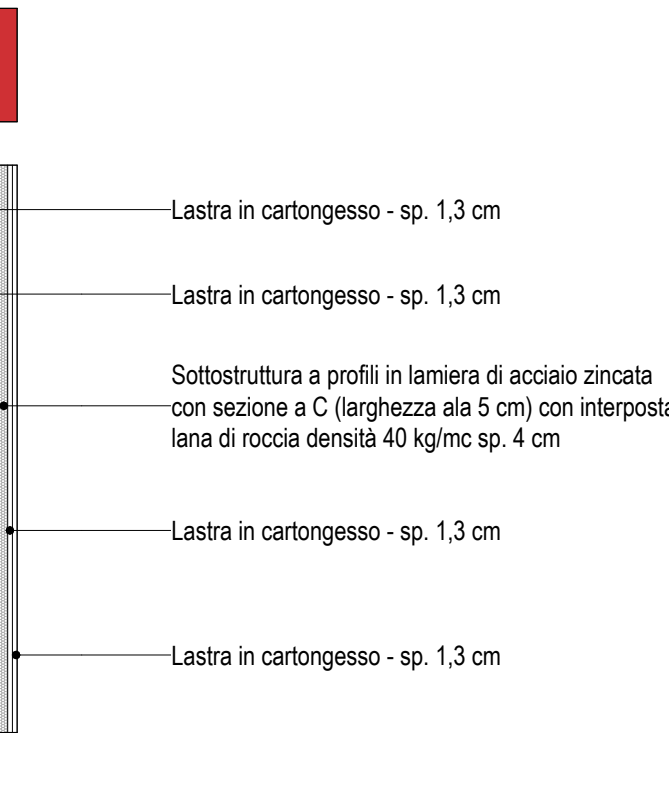 Lastra in cartongesso - sp. 1,3 cm
Lastra in cartongesso - sp. 1,3 cm
Sottostruttura a profili in lamiera di acciaio zincata
con sezione a C (larghezza ala 5 cm) con interposta
lana di roccia densità 40 kg/mc sp. 4 cm
Lastra in cartongesso - sp. 1,3 cm
Lastra in cartongesso - sp. 1,3 cm